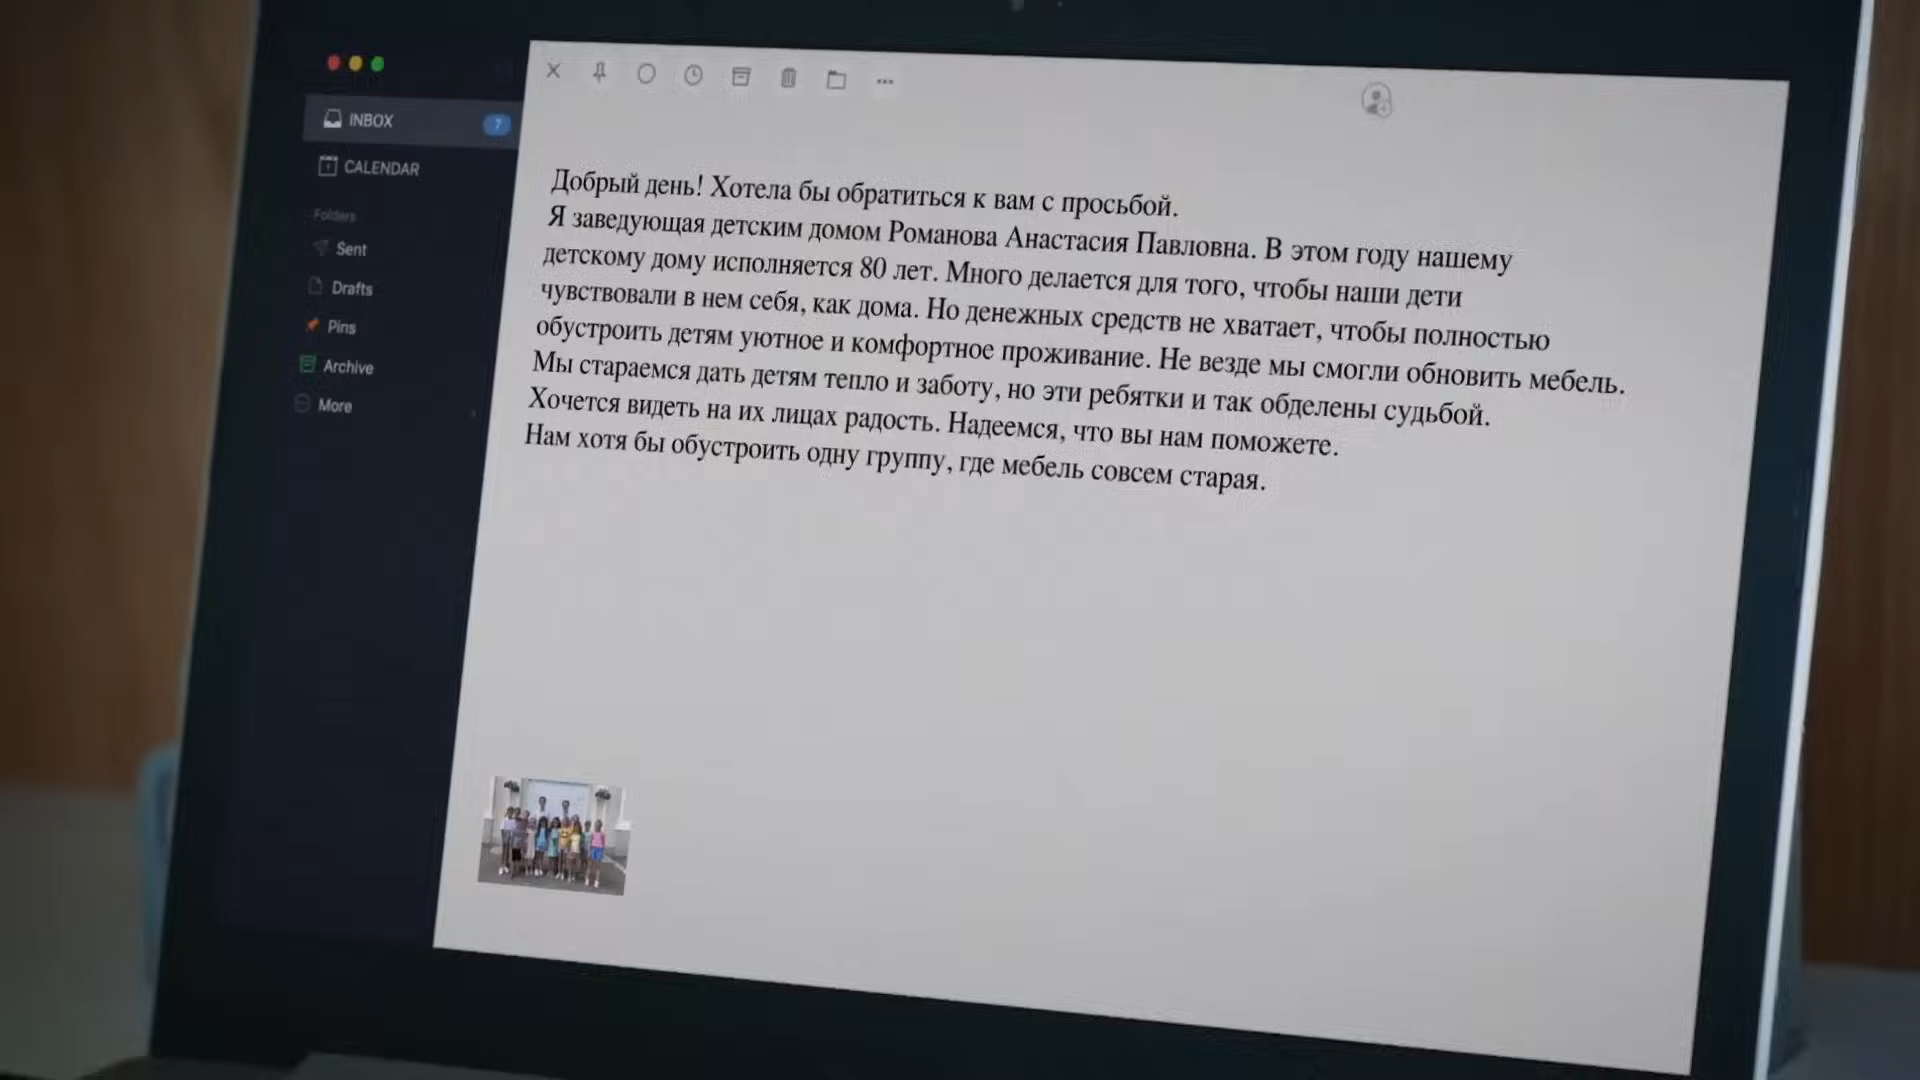 INBOX
7
CALENDAR
Folders
Sent
Drafts
Pins
Archive
More
Добрый день! Хотела бы обратиться к вам с просьбой.
Я заведующая детским домом Романова Анастасия Павловна. В этом году нашему
детскому дому исполняется 80 лет. Много делается для того, чтобы наши дети
чувствовали в нем себя, как дома. Но денежных средств не хватает, чтобы полностью
обустроить детям уютное и комфортное проживание. Не везде мы смогли обновить мебель.
Мы стараемся дать детям тепло и заботу, но эти ребятки и так обделены судьбой.
Хочется видеть на их лицах радость. Надеемся, что вы нам поможете.
Нам хотя бы обустроить одну группу, где мебель совсем старая.